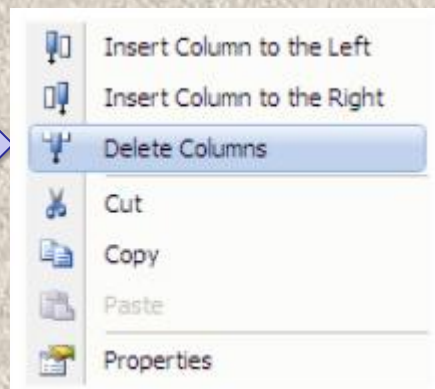 Insert Column to the Left
Insert Column to the Right
Delete Columns
Cut
Copy
Paste
Properties